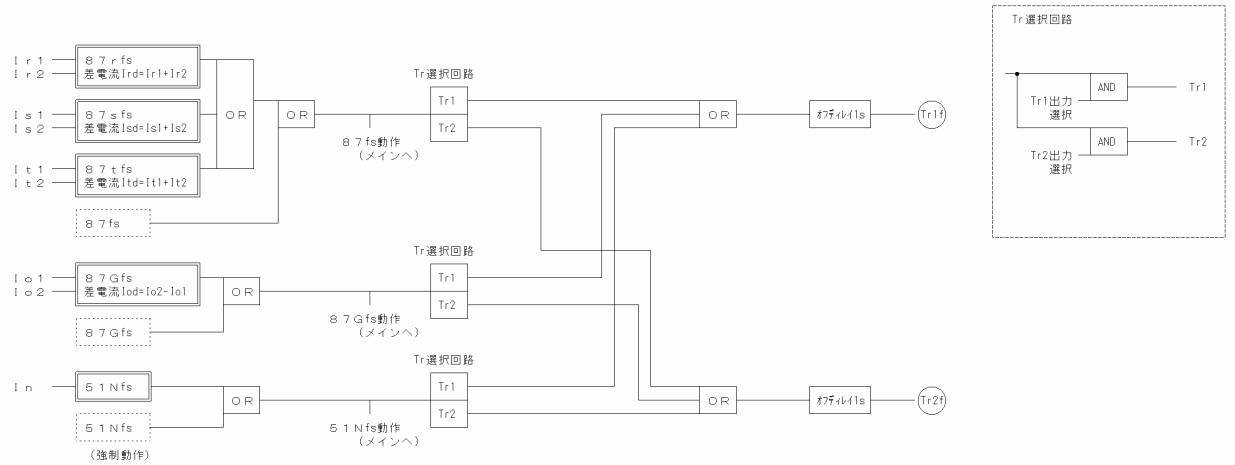 Tr選択回路
Ir1
Ir2
87rfs
差電流Ird=Ir1+Ir2
Is1
Is2
87sfs
差電流Isd=Is1+Is2
It1
It2
87tfs
差電流Itd=It1+It2
87fs
OR
OR
87fs動作
(メインへ)
Tr選択回路
Tr1
Tr2
OR
オフディレイ1s
Tr1f
AND
Tr1
Tr1出力
選択
AND
Tr2
Tr2出力
選択
Io1
Io2
87Gfs
差電流Iod=Io2-Io1
87Gfs
OR
87Gfs動作
(メインへ)
Tr選択回路
Tr1
Tr2
In
51Nfs
51Nfs
(強制動作)
OR
51Nfs動作
(メインへ)
Tr選択回路
Tr1
Tr2
OR
オフディレイ1s
Tr2f